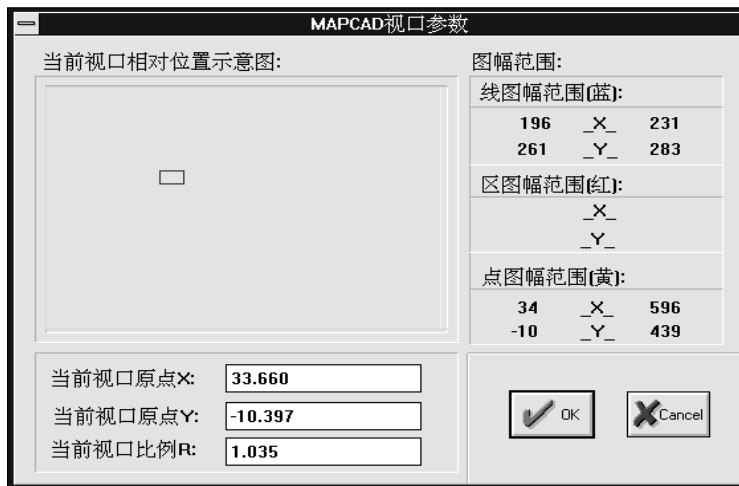 MAPCAD视口参数
当前视口相对位置示意图:
图幅范围:
线图幅范围(蓝):
196 _X_ 231
261 _Y_ 283
区图幅范围(红):
_X_
_Y_
点图幅范围(黄):
34 _X_ 596
-10 _Y_ 439
当前视口原点X: 33.660
当前视口原点Y: -10.397
当前视口比例R: 1.035
OK
Cancel